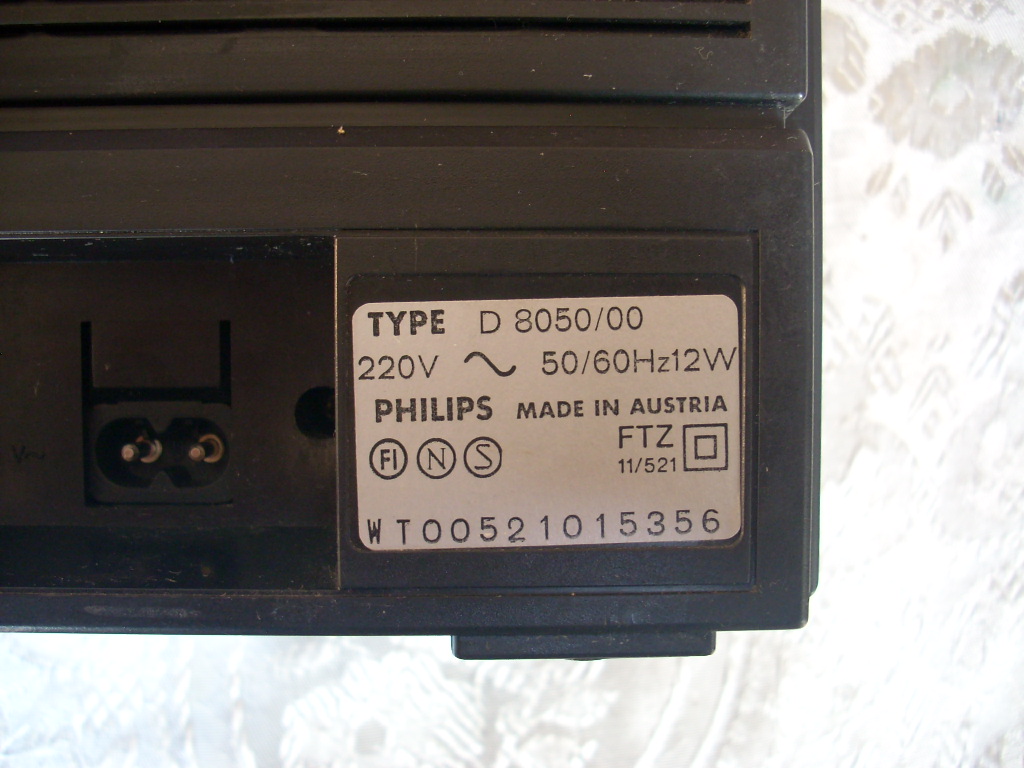 TYPE D 8050/00
220V ~ 50/60Hz12W
PHILIPS MADE IN AUSTRIA
FI N S FTZ
11/521
WT00521015356
V~